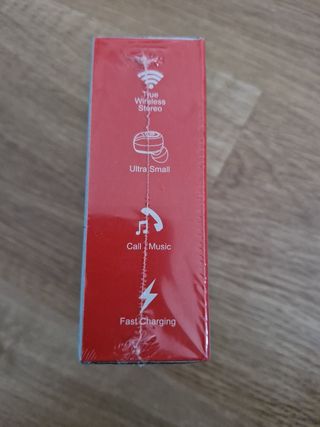 True
Wireless
Stereo
Ultra Small
Call / Music
Fast Charging